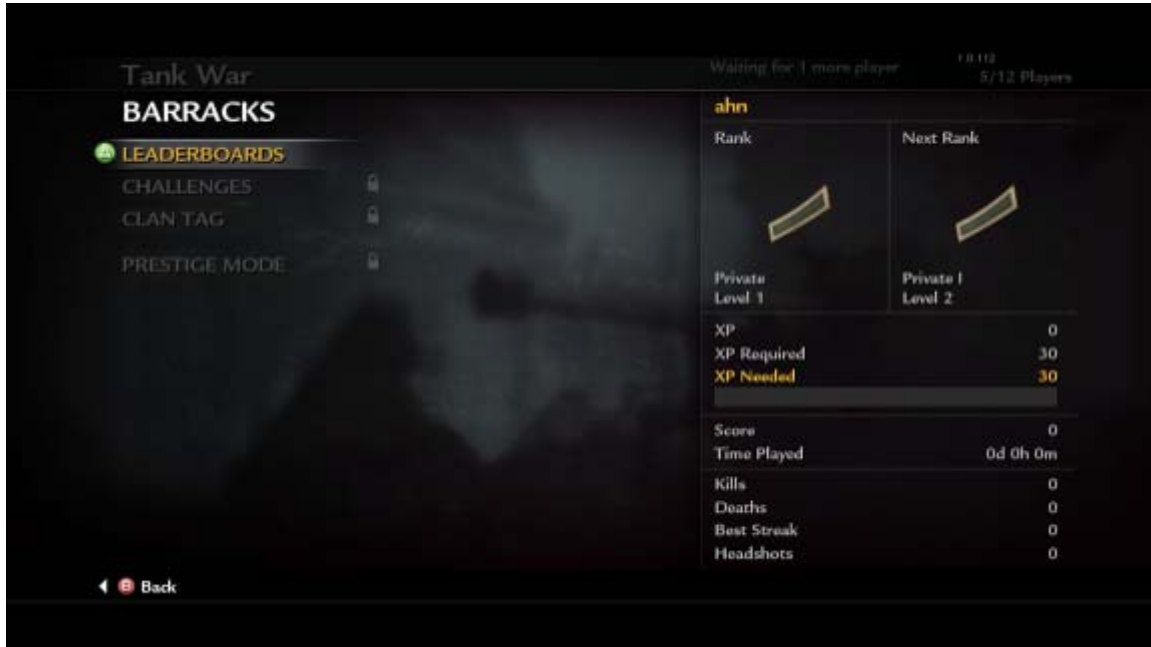 Tank War
Waiting for 1 more player
5/12 Players
BARRACKS
LEADERBOARDS
CHALLENGES
CLAN TAG
PRESTIGE MODE
ahn
Rank
Next Rank
Private
Level 1
Private I
Level 2
XP 0
XP Required 30
XP Needed 30
Score 0
Time Played 0d 0h 0m
Kills 0
Deaths 0
Best Streak 0
Headshots 0
B Back